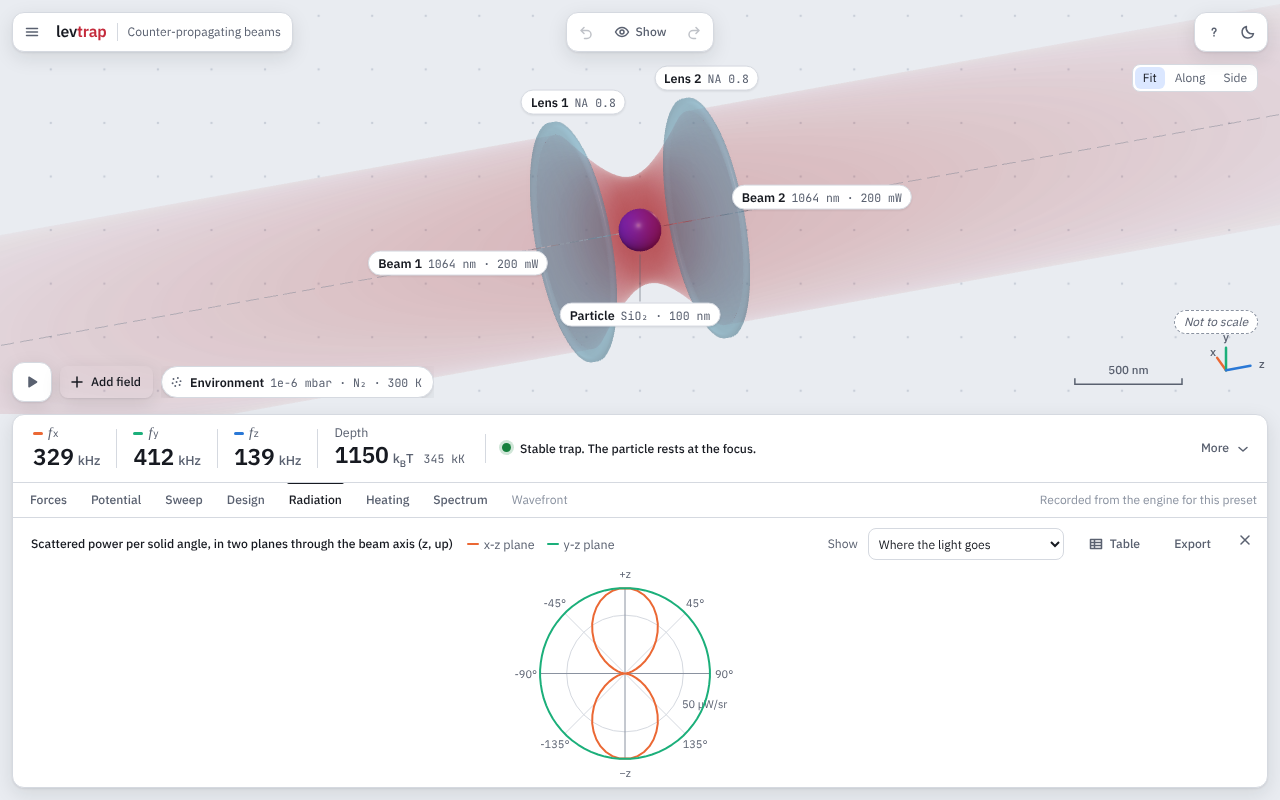 levtrap Counter-propagating beams
Show
?
Fit Along Side
Lens 2 NA 0.8
Lens 1 NA 0.8
Beam 2 1064 nm · 200 mW
Beam 1 1064 nm · 200 mW
Particle SiO₂ · 100 nm
Not to scale
y
x
z
500 nm
Add field
Environment 1e-6 mbar · N₂ · 300 K
fx
329 kHz
fy
412 kHz
fz
139 kHz
Depth
1150 kBT 345 kK
Stable trap. The particle rests at the focus.
More
Forces Potential Sweep Design Radiation Heating Spectrum Wavefront
Recorded from the engine for this preset
Scattered power per solid angle, in two planes through the beam axis (z, up)
x-z plane y-z plane
Show Where the light goes
Table
Export
+z
-45° 45°
-90° 90°
50 µW/sr
-135° 135°
−z